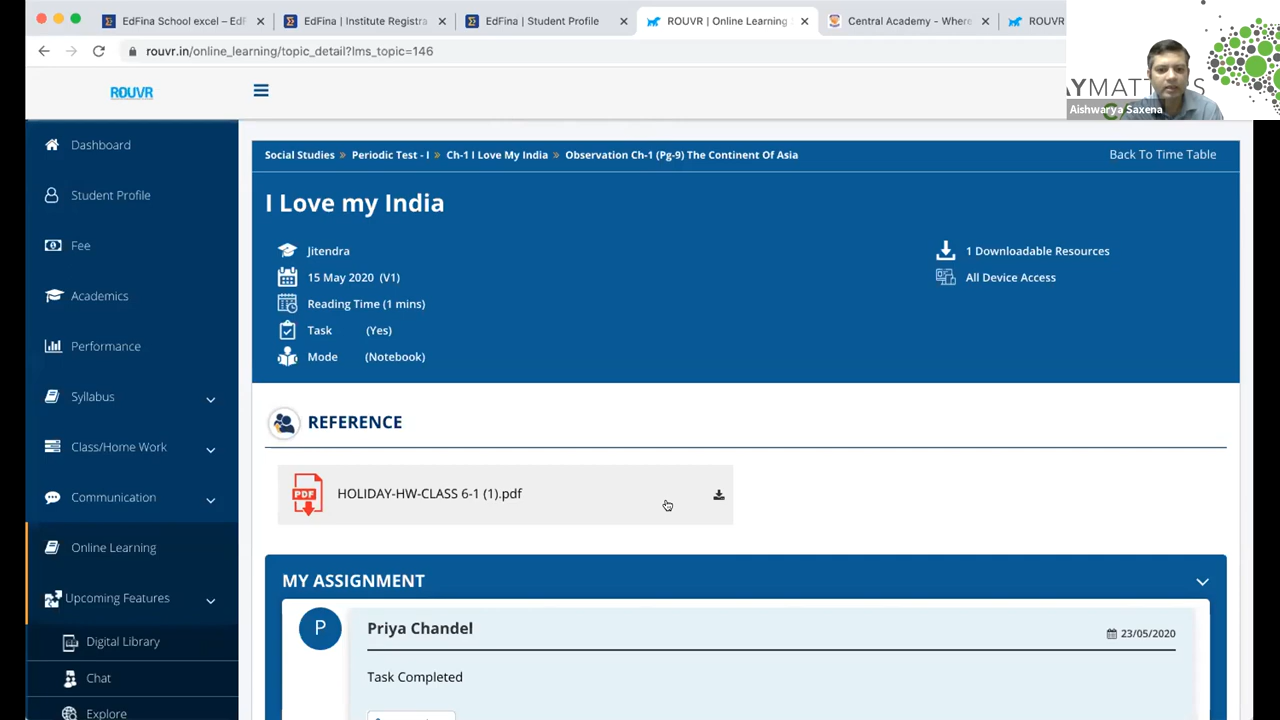 EdFina School excel – EdF
EdFina | Institute Registra
EdFina | Student Profile
ROUVR | Online Learning
Central Academy - Where
ROUVR
rouvr.in/online_learning/topic_detail?lms_topic=146
AYMATT RS
Aishwarya Saxena
ROUVR
Dashboard
Student Profile
Fee
Academics
Performance
Syllabus
Class/Home Work
Communication
Online Learning
Upcoming Features
Digital Library
Chat
Explore
Social Studies » Periodic Test - I » Ch-1 I Love My India » Observation Ch-1 (Pg-9) The Continent Of Asia
Back To Time Table
I Love my India
Jitendra
15 May 2020 (V1)
Reading Time (1 mins)
Task (Yes)
Mode (Notebook)
1 Downloadable Resources
All Device Access
REFERENCE
PDF
HOLIDAY-HW-CLASS 6-1 (1).pdf
MY ASSIGNMENT
P
Priya Chandel
23/05/2020
Task Completed